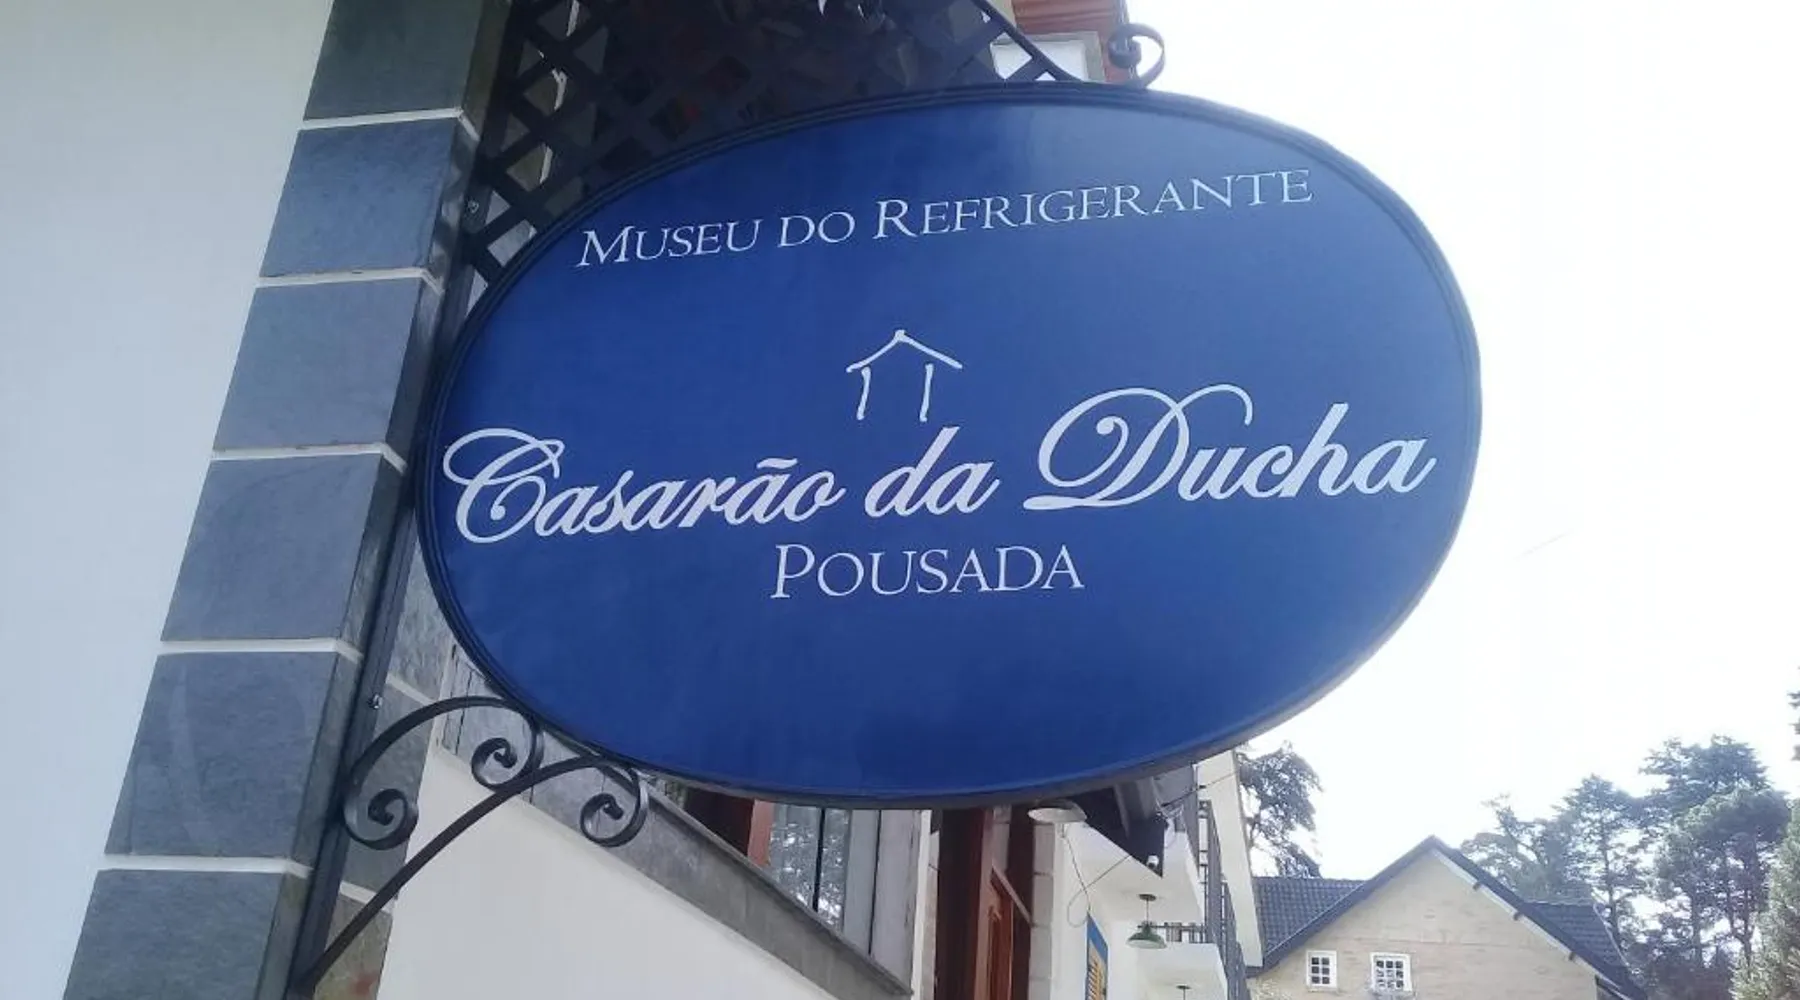 MUSEU DO REFRIGERANTE
Casarão da Ducha
POUSADA